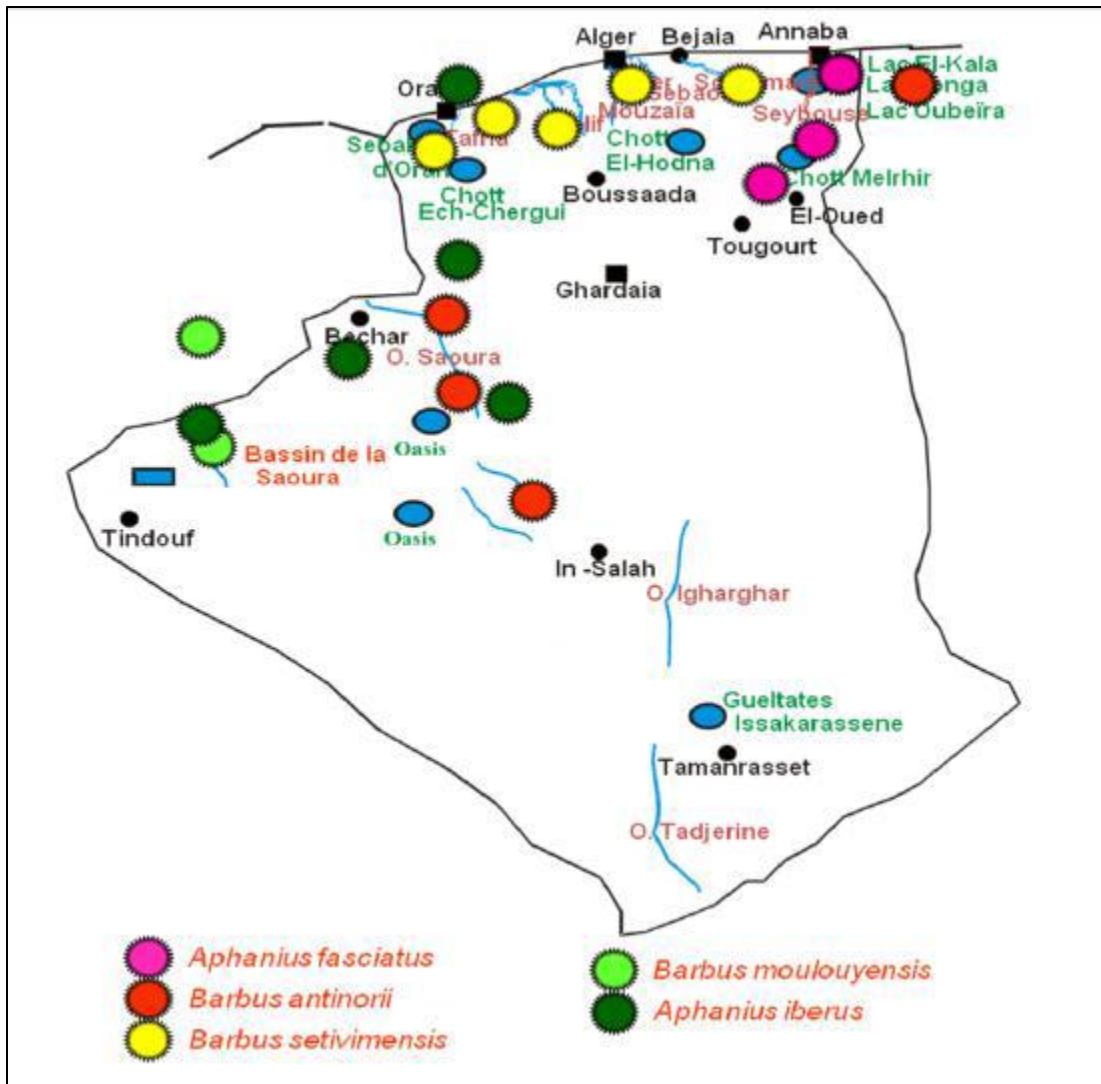 Alger
Bejaia
Annaba
Lac El-Kala
Mouzaïa
Seybouse
Lac Oubeïra
d'Oran
Chott
El-Hodna
Chott
Ech-Chergui
Boussaada
Chott Melrhir
El-Oued
Tougourt
Ghardaia
Bechar
O. Saoura
Oasis
Bassin de la
Saoura
Oasis
Tindouf
In -Salah
O. Igharghar
Gueltates
Issakarassene
Tamanrasset
O. Tadjerine
Aphanius fasciatus
Barbus antinorii
Barbus setivimensis
Barbus moulouyensis
Aphanius iberus